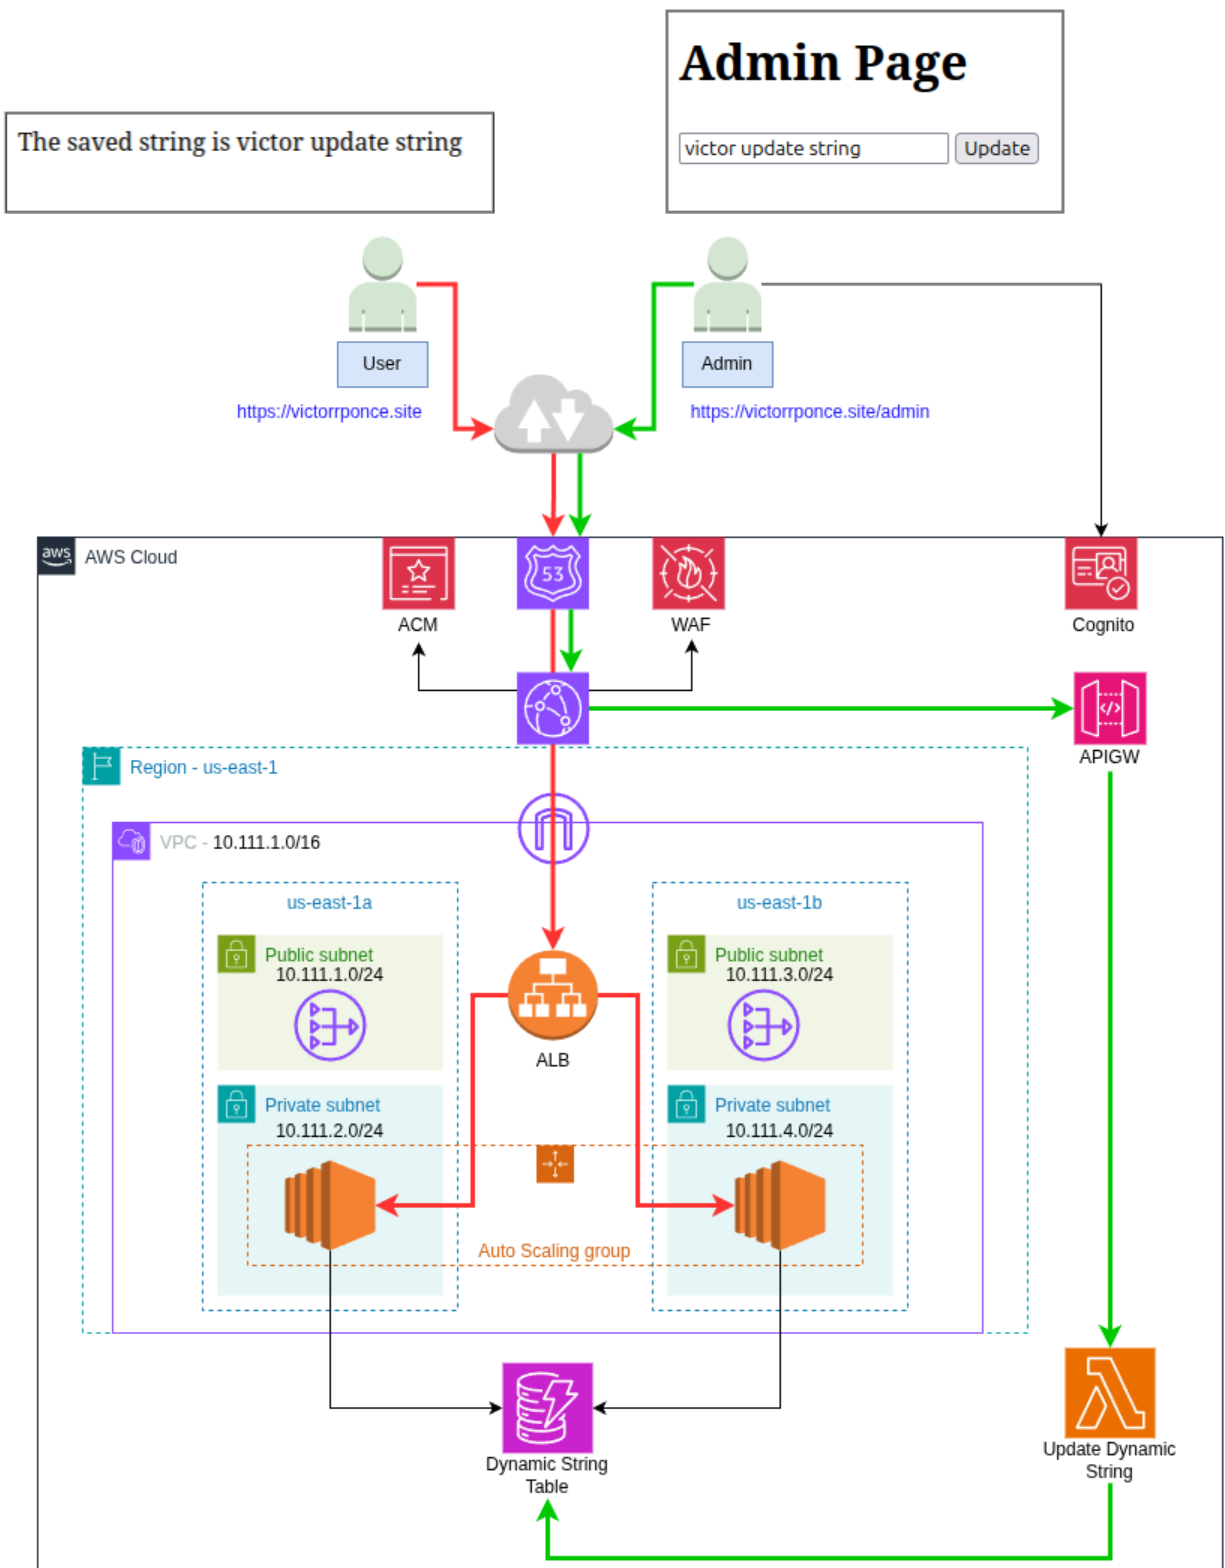 Admin Page
The saved string is victor update string
victor update string Update
User
Admin
https://victorrponce.site
https://victorrponce.site/admin
aws AWS Cloud
53
ACM
WAF
Cognito
</>
APIGW
Region - us-east-1
VPC - 10.111.1.0/16
us-east-1a
us-east-1b
Public subnet
10.111.1.0/24
Public subnet
10.111.3.0/24
ALB
Private subnet
10.111.2.0/24
Private subnet
10.111.4.0/24
Auto Scaling group
Dynamic String
Table
Update Dynamic
String